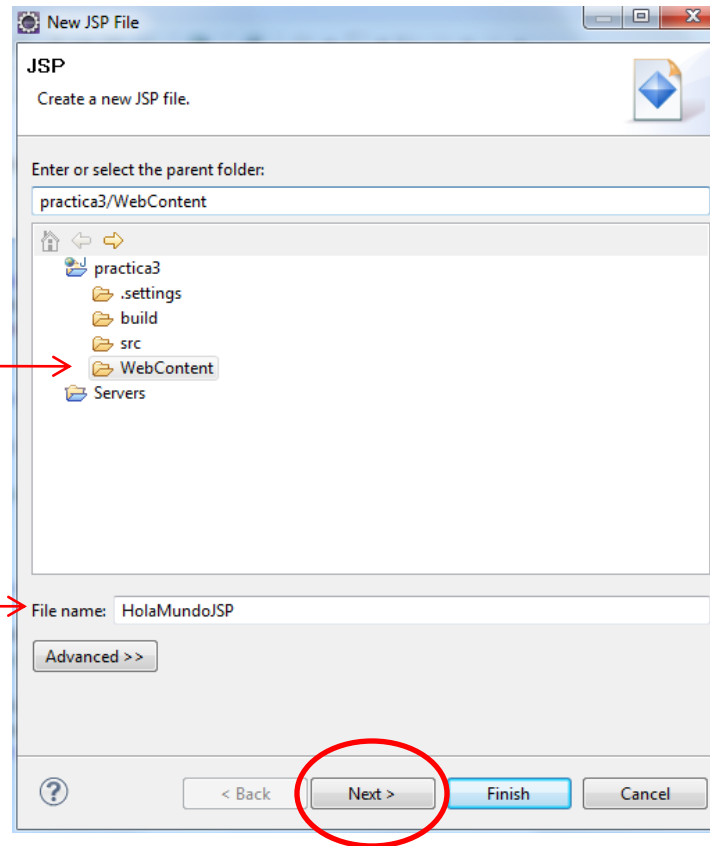 New JSP File
JSP
Create a new JSP file.
Enter or select the parent folder:
practica3/WebContent
practica3
.settings
build
src
WebContent
Servers
File name: HolaMundoJSP
Advanced >>
? < Back Next > Finish Cancel